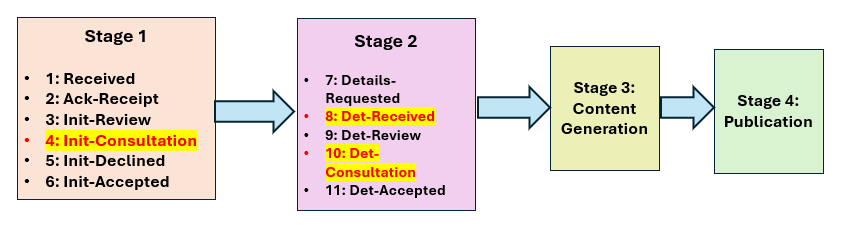 Stage 1
• 1: Received
• 2: Ack-Receipt
• 3: Init-Review
• 4: Init-Consultation
• 5: Init-Declined
• 6: Init-Accepted
Stage 2
• 7: Details-
Requested
• 8: Det-Received
• 9: Det-Review
• 10: Det-
Consultation
• 11: Det-Accepted
Stage 3:
Content
Generation
Stage 4:
Publication